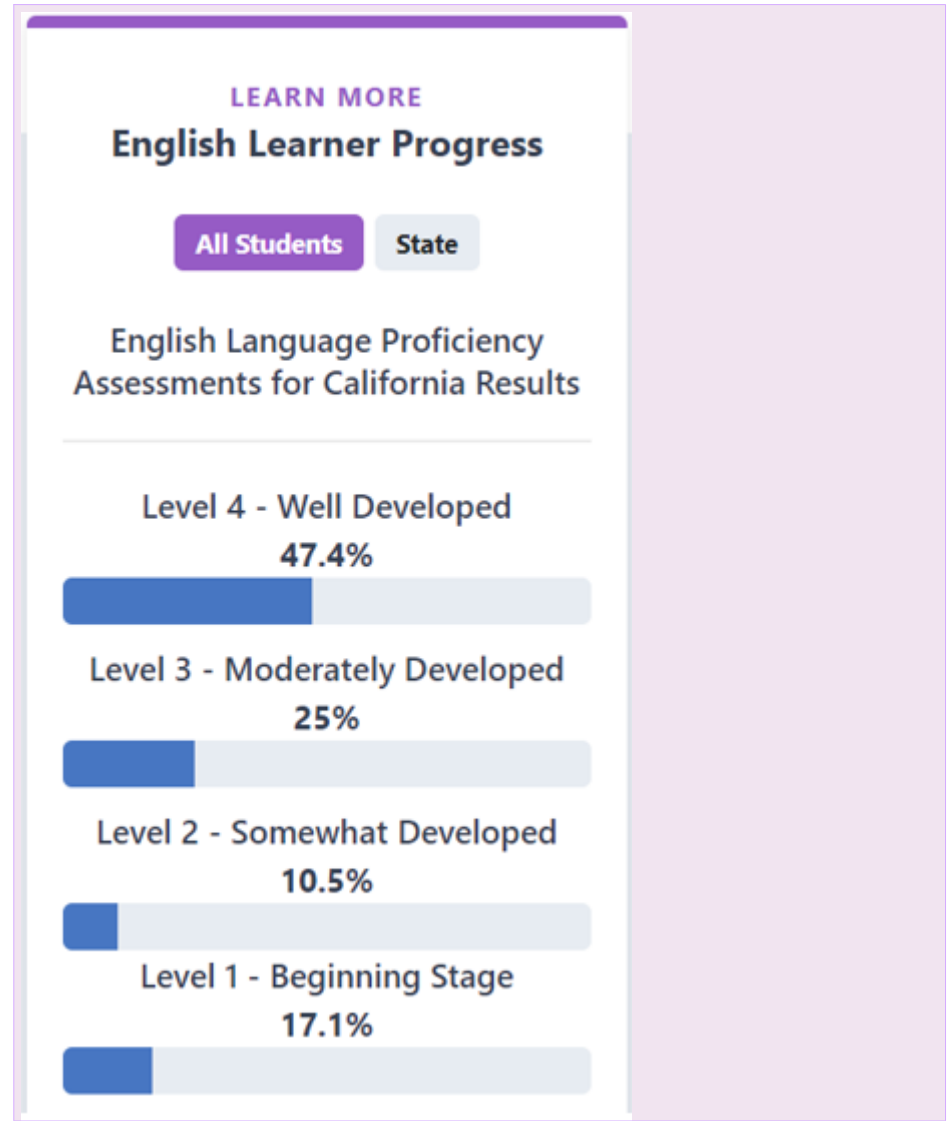 LEARN MORE
English Learner Progress
All Students State
English Language Proficiency
Assessments for California Results
Level 4 - Well Developed
47.4%
Level 3 - Moderately Developed
25%
Level 2 - Somewhat Developed
10.5%
Level 1 - Beginning Stage
17.1%